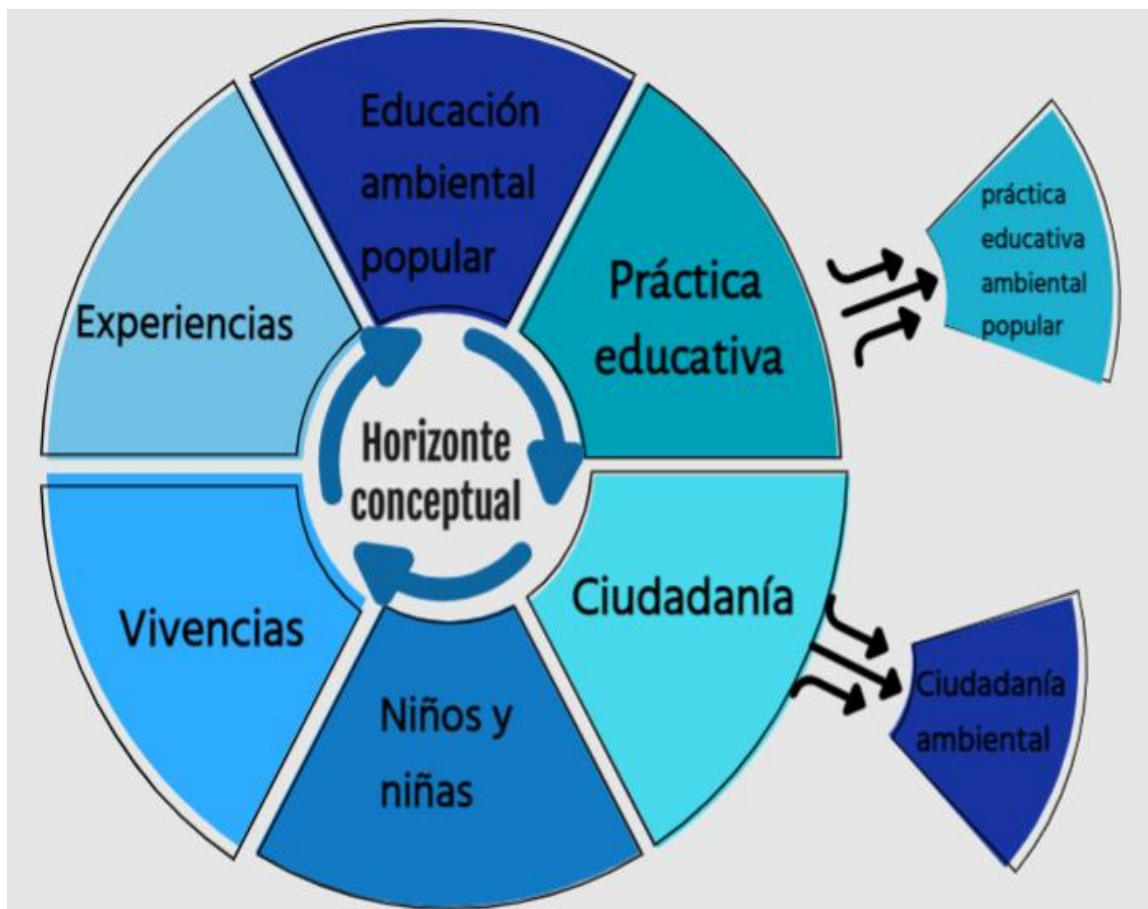 Educación
ambiental
popular
Práctica
educativa
práctica
educativa
ambiental
popular
Experiencias
Horizonte
conceptual
Vivencias
Niños y
niñas
Ciudadanía
Ciudadanía
ambiental